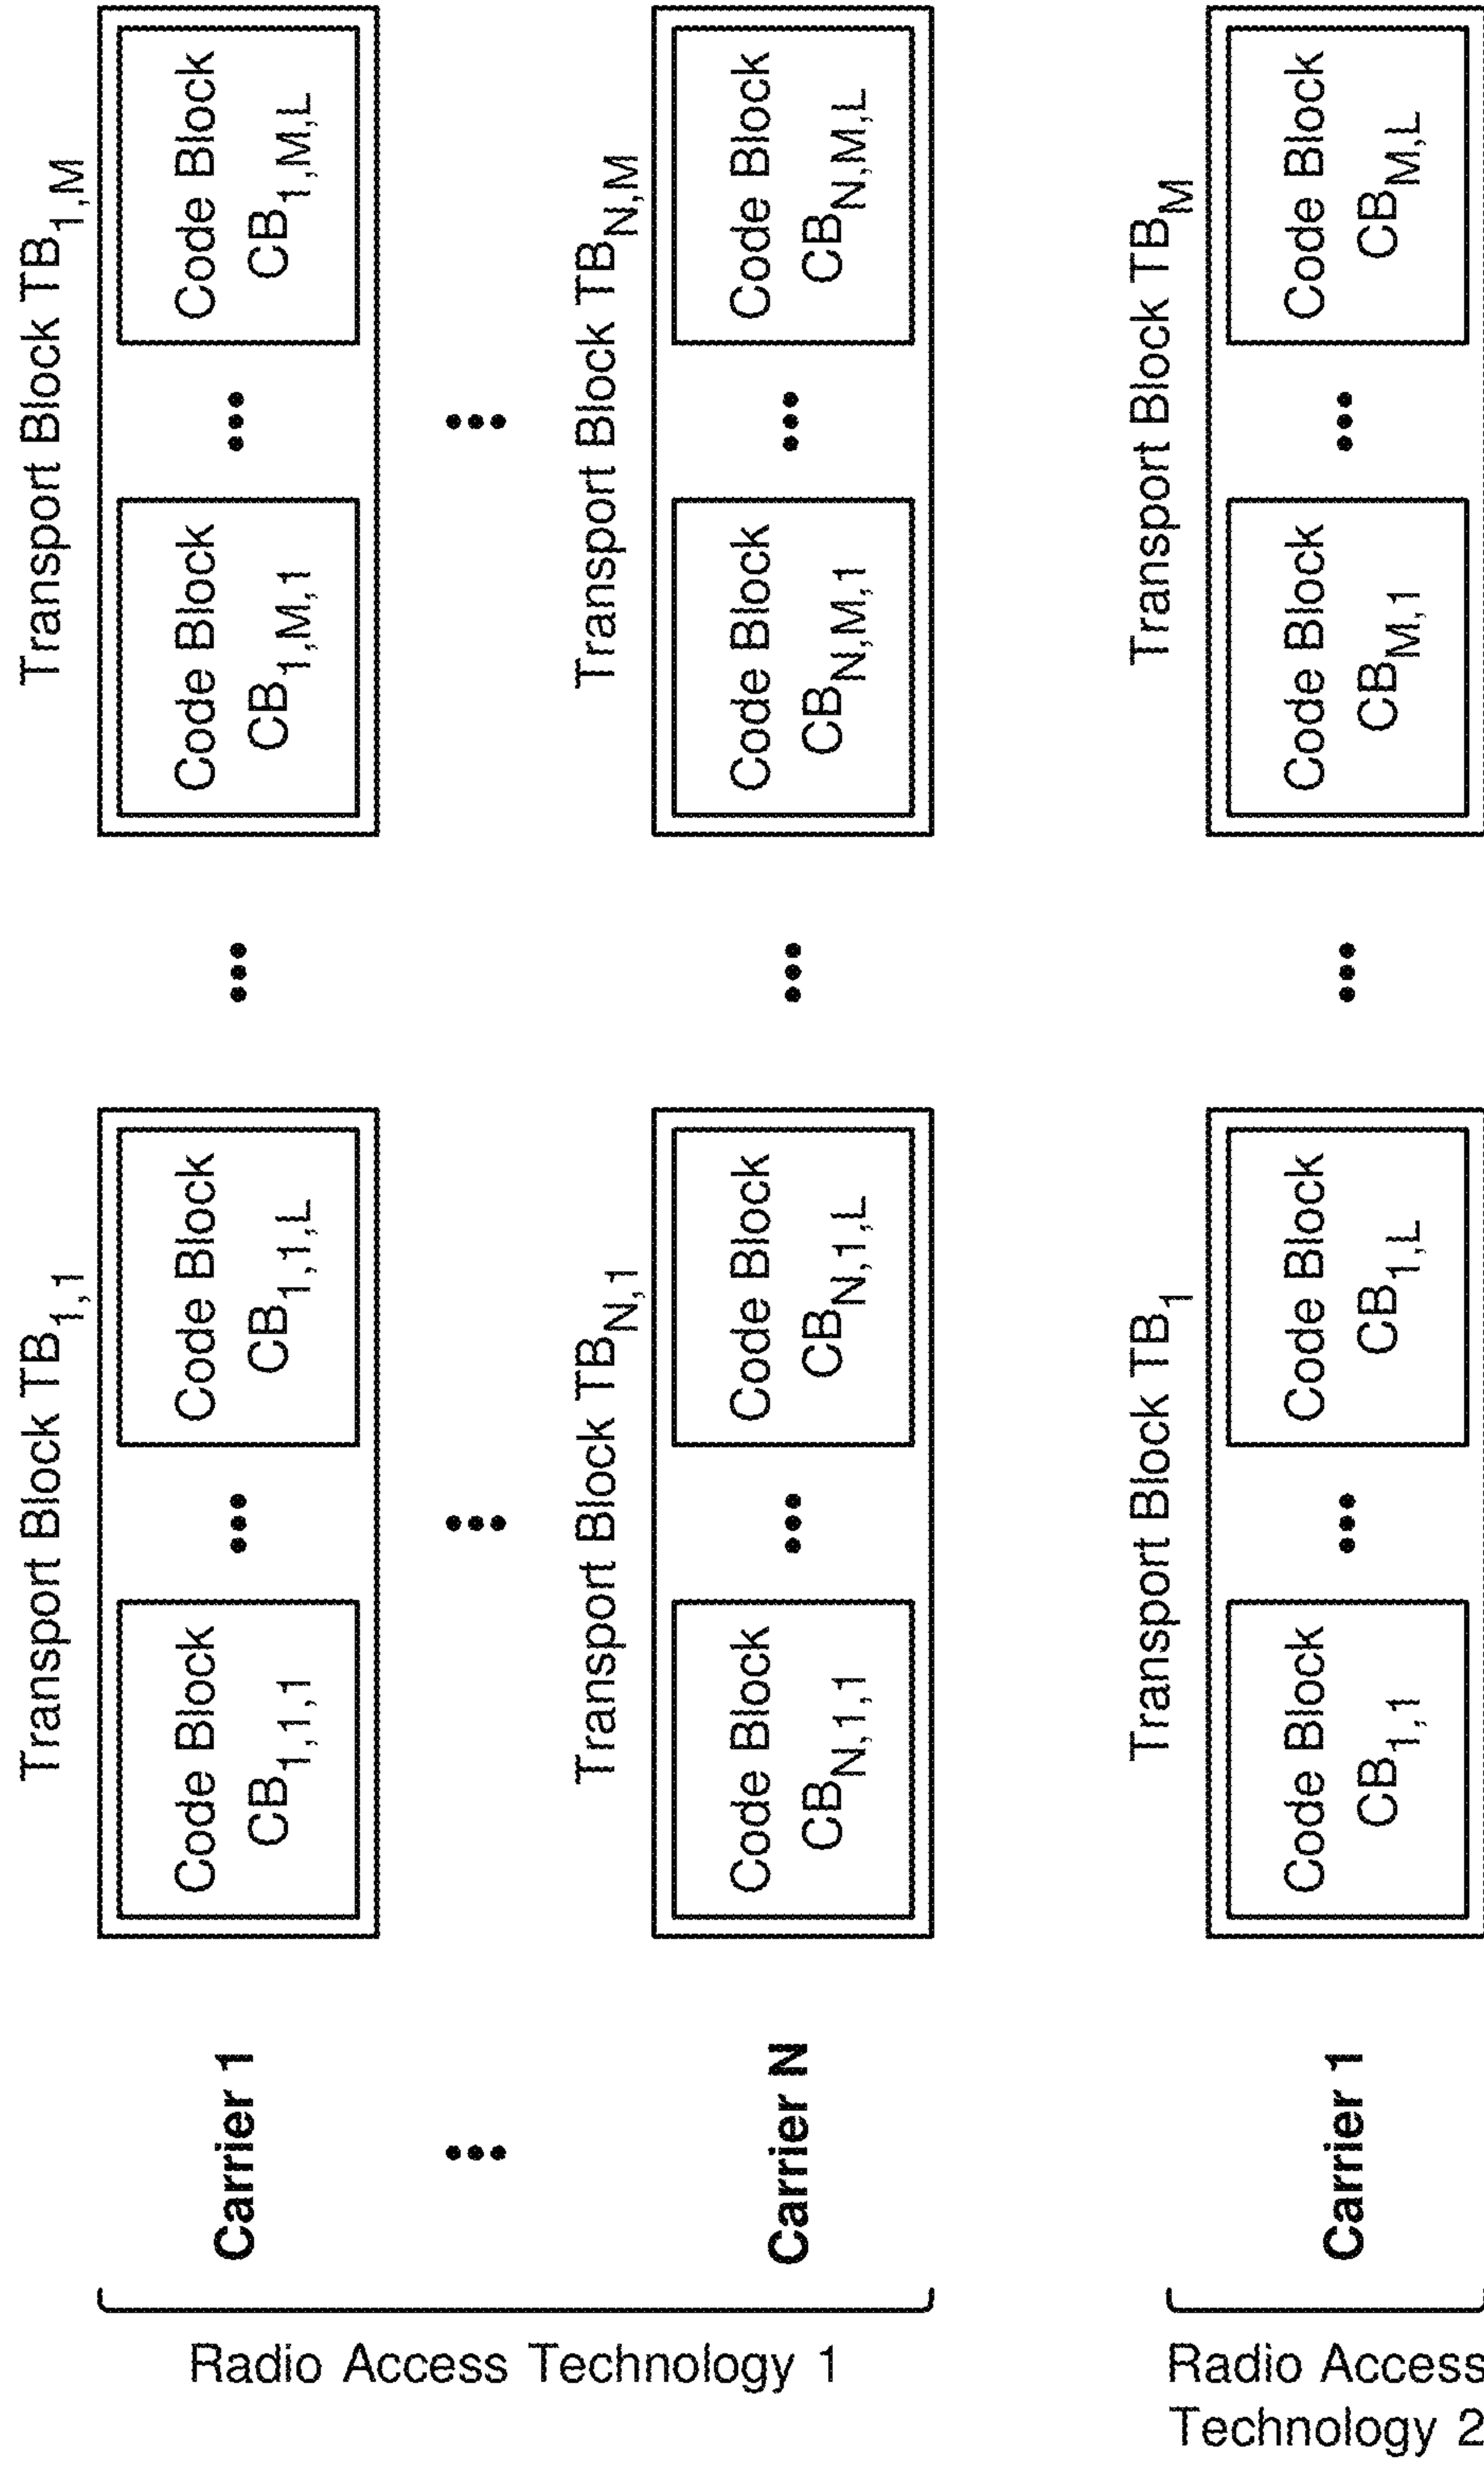 Transport Block TB1,1
Transport Block TB1,M
Carrier 1
Code Block
CB1,1,1
...
Code Block
CB1,1,L
...
Code Block
CB1,M,1
...
Code Block
CB1,M,L
...
...
...
Radio Access Technology 1
Transport Block TBN,1
Transport Block TBN,M
Carrier N
Code Block
CBN,1,1
...
Code Block
CBN,1,L
...
Code Block
CBN,M,1
...
Code Block
CBN,M,L
Transport Block TB1
Transport Block TBM
Radio Access
Technology 2
Carrier 1
Code Block
CB1,1
...
Code Block
CB1,L
...
Code Block
CBM,1
...
Code Block
CBM,L